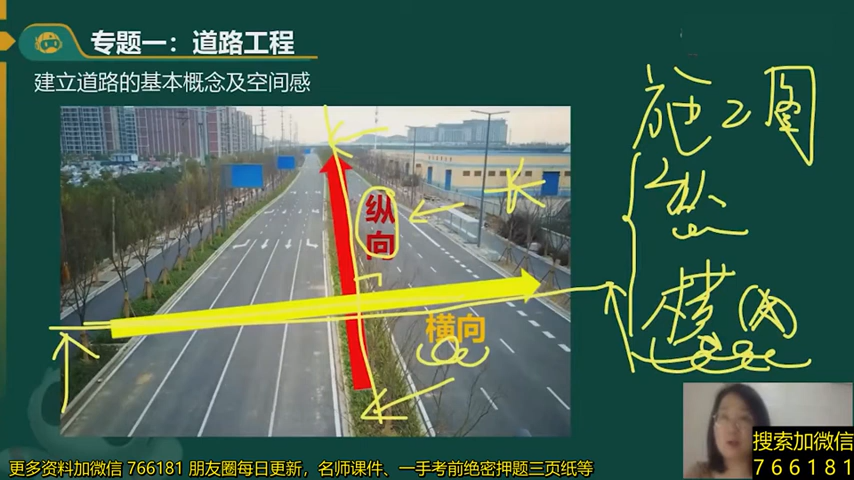 专题一：道路工程
建立道路的基本概念及空间感
施工图
长
纵向
纵
横向
横
搜索加微信
766181
更多资料加微信 766181 朋友圈每日更新，名师课件、一手考前绝密押题三页纸等